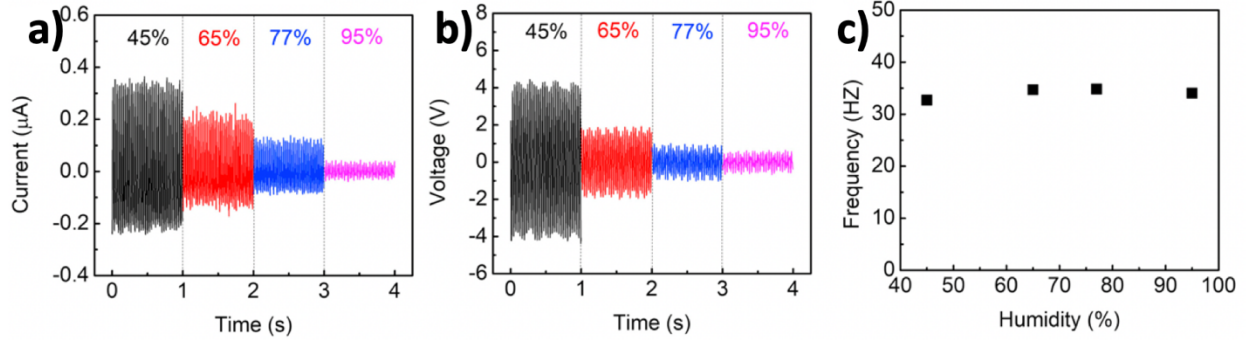 a)
45% 65% 77% 95%
Current (μA)
0.6
0.4
0.2
0.0
-0.2
-0.4
0 1 2 3 4
Time (s)
b)
45% 65% 77% 95%
Voltage (V)
8
6
4
2
0
-2
-4
-6
0 1 2 3 4
Time (s)
c)
Frequency (HZ)
50
40
30
20
10
0
40 50 60 70 80 90 100
Humidity (%)